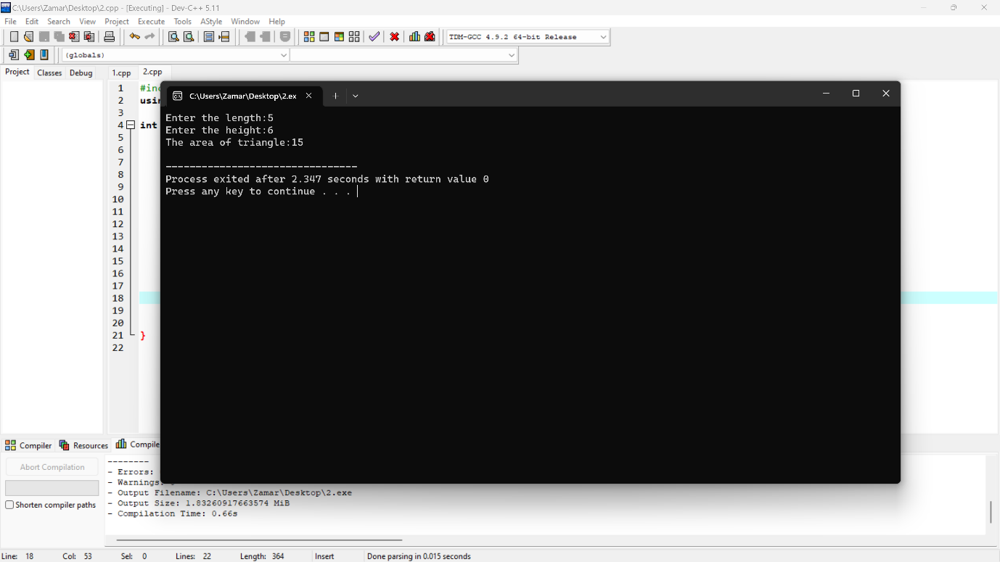 C:\Users\Zamar\Desktop\2.cpp - [Executing] - Dev-C++ 5.11
File Edit Search View Project Execute Tools AStyle Window Help
TDM-GCC 4.9.2 64-bit Release
(globals)
Project Classes Debug
1.cpp 2.cpp
C:\Users\Zamar\Desktop\2.ex
1 #inc
2 usin
3
4 int
5
6
7
8
9
10
11
12
13
14
15
16
17
18
19
20
21 }
22
Enter the length:5
Enter the height:6
The area of triangle:15
--------------------------------
Process exited after 2.347 seconds with return value 0
Press any key to continue . . .
Compiler Resources Compile
Abort Compilation
Shorten compiler paths
--------
- Errors:
- Warnings:
- Output Filename: C:\Users\Zamar\Desktop\2.exe
- Output Size: 1.83260917663574 MiB
- Compilation Time: 0.66s
Line: 18 Col: 53 Sel: 0 Lines: 22 Length: 364 Insert Done parsing in 0.015 seconds